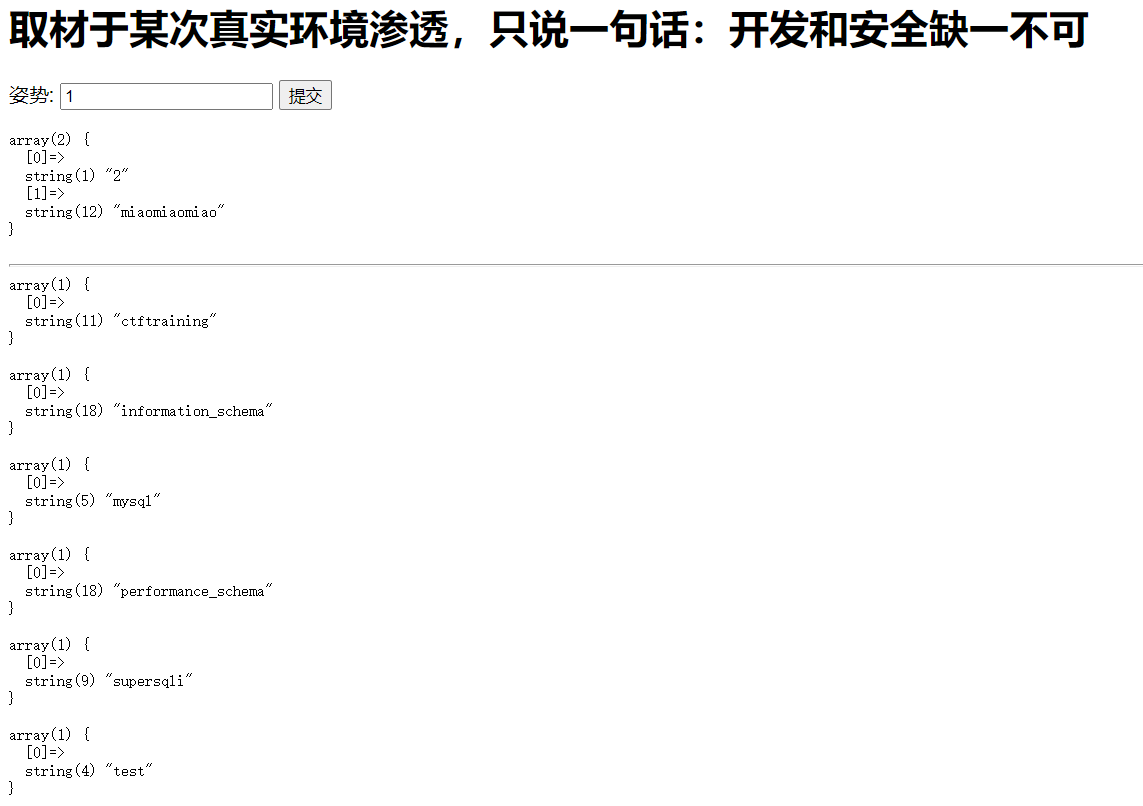 取材于某次真实环境渗透，只说一句话：开发和安全缺一不可
姿势: 1 提交
array(2) {
  [0]=>
  string(1) "2"
  [1]=>
  string(12) "miaomiaomiao"
}
array(1) {
  [0]=>
  string(11) "ctftraining"
}
array(1) {
  [0]=>
  string(18) "information_schema"
}
array(1) {
  [0]=>
  string(5) "mysql"
}
array(1) {
  [0]=>
  string(18) "performance_schema"
}
array(1) {
  [0]=>
  string(9) "supersqli"
}
array(1) {
  [0]=>
  string(4) "test"
}